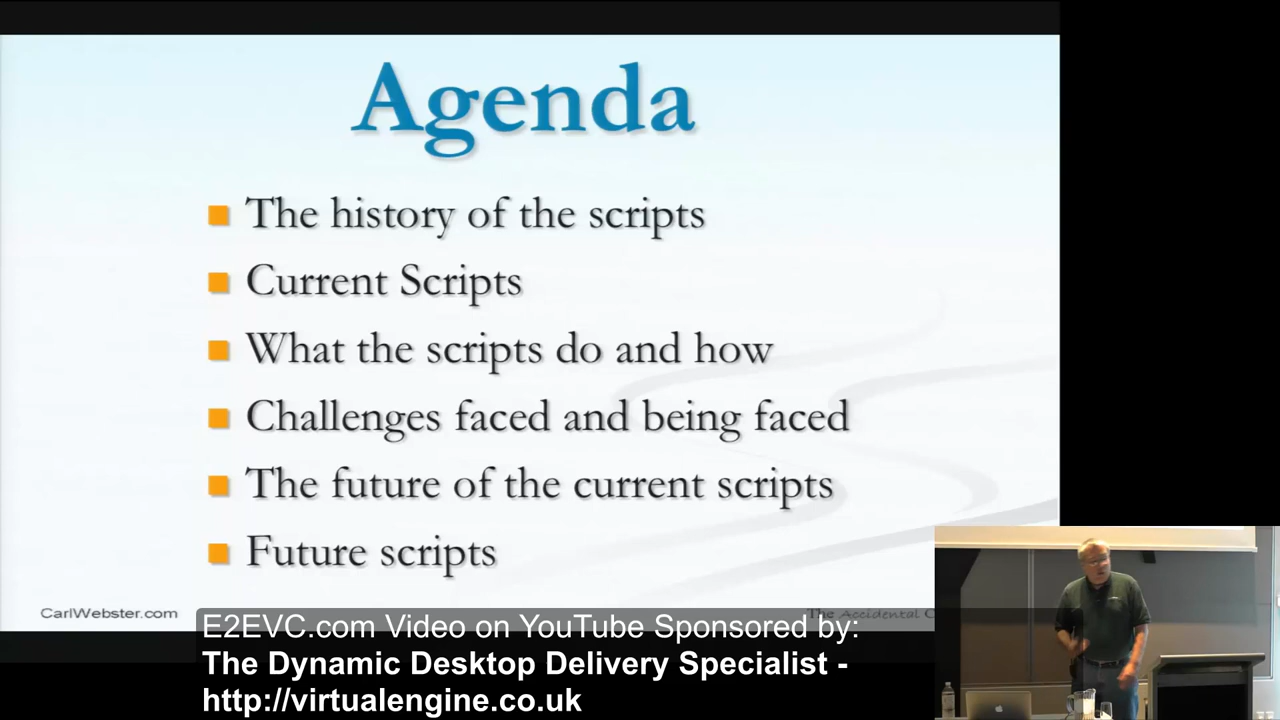 Agenda
The history of the scripts
Current Scripts
What the scripts do and how
Challenges faced and being faced
The future of the current scripts
Future scripts
CarlWebster.com
The Accidental C
E2EVC.com Video on YouTube Sponsored by:
The Dynamic Desktop Delivery Specialist -
http://virtualengine.co.uk